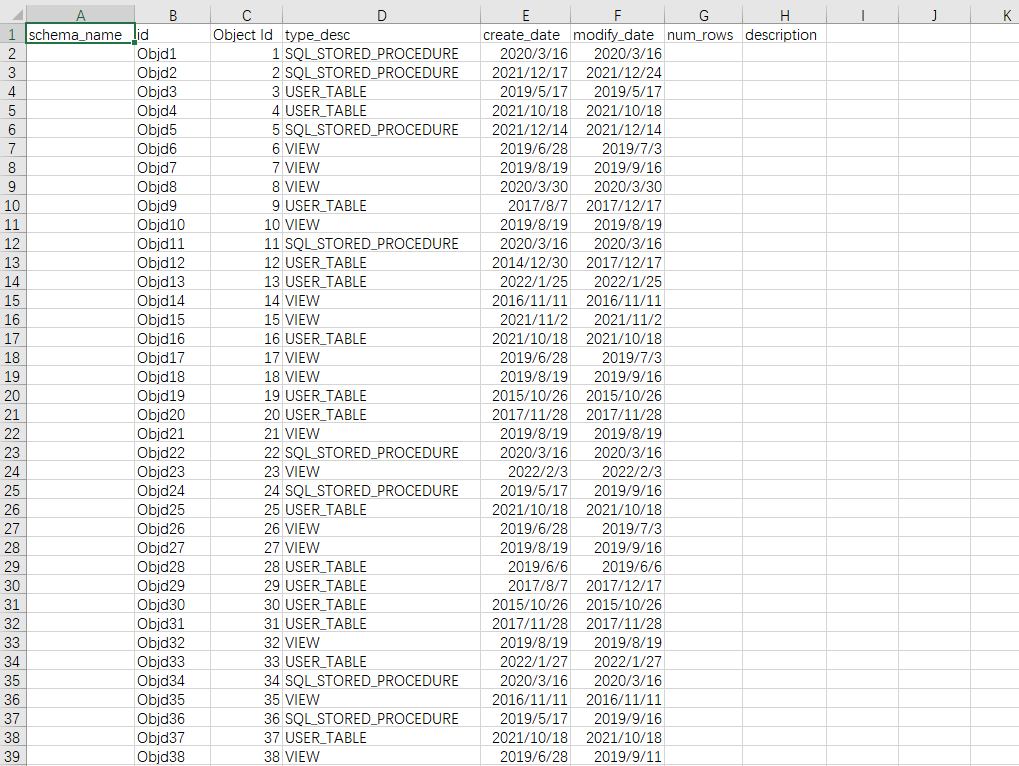 A B C D E F G H I J K
1 schema_name id Object Id type_desc create_date modify_date num_rows description
2 Objd1 1 SQL_STORED_PROCEDURE 2020/3/16 2020/3/16
3 Objd2 2 SQL_STORED_PROCEDURE 2021/12/17 2021/12/24
4 Objd3 3 USER_TABLE 2019/5/17 2019/5/17
5 Objd4 4 USER_TABLE 2021/10/18 2021/10/18
6 Objd5 5 SQL_STORED_PROCEDURE 2021/12/14 2021/12/14
7 Objd6 6 VIEW 2019/6/28 2019/7/3
8 Objd7 7 VIEW 2019/8/19 2019/9/16
9 Objd8 8 VIEW 2020/3/30 2020/3/30
10 Objd9 9 USER_TABLE 2017/8/7 2017/12/17
11 Objd10 10 VIEW 2019/8/19 2019/8/19
12 Objd11 11 SQL_STORED_PROCEDURE 2020/3/16 2020/3/16
13 Objd12 12 USER_TABLE 2014/12/30 2017/12/17
14 Objd13 13 USER_TABLE 2022/1/25 2022/1/25
15 Objd14 14 VIEW 2016/11/11 2016/11/11
16 Objd15 15 VIEW 2021/11/2 2021/11/2
17 Objd16 16 USER_TABLE 2021/10/18 2021/10/18
18 Objd17 17 VIEW 2019/6/28 2019/7/3
19 Objd18 18 VIEW 2019/8/19 2019/9/16
20 Objd19 19 USER_TABLE 2015/10/26 2015/10/26
21 Objd20 20 USER_TABLE 2017/11/28 2017/11/28
22 Objd21 21 VIEW 2019/8/19 2019/8/19
23 Objd22 22 SQL_STORED_PROCEDURE 2020/3/16 2020/3/16
24 Objd23 23 VIEW 2022/2/3 2022/2/3
25 Objd24 24 SQL_STORED_PROCEDURE 2019/5/17 2019/9/16
26 Objd25 25 USER_TABLE 2021/10/18 2021/10/18
27 Objd26 26 VIEW 2019/6/28 2019/7/3
28 Objd27 27 VIEW 2019/8/19 2019/9/16
29 Objd28 28 USER_TABLE 2019/6/6 2019/6/6
30 Objd29 29 USER_TABLE 2017/8/7 2017/12/17
31 Objd30 30 USER_TABLE 2015/10/26 2015/10/26
32 Objd31 31 USER_TABLE 2017/11/28 2017/11/28
33 Objd32 32 VIEW 2019/8/19 2019/8/19
34 Objd33 33 USER_TABLE 2022/1/27 2022/1/27
35 Objd34 34 SQL_STORED_PROCEDURE 2020/3/16 2020/3/16
36 Objd35 35 VIEW 2016/11/11 2016/11/11
37 Objd36 36 SQL_STORED_PROCEDURE 2019/5/17 2019/9/16
38 Objd37 37 USER_TABLE 2021/10/18 2021/10/18
39 Objd38 38 VIEW 2019/6/28 2019/9/11